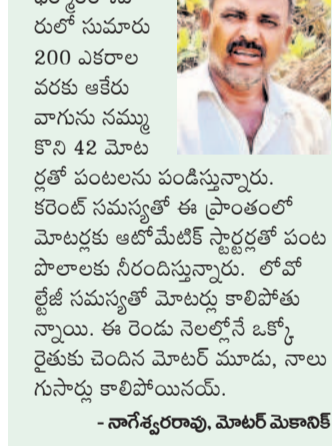 రులో సుమారు
200 ఎకరాల
వరకు ఆకేరు
వాగును నమ్ము
కొని 42 మోట
ర్లతో పంటలను పండిస్తున్నారు.
కరెంట్ సమస్యతో ఈ ప్రాంతంలో
మోటర్లకు ఆటోమేటిక్ స్టార్టర్లతో పంట
పొలాలకు నీరందిస్తున్నారు. లోవో
ల్టేజీ సమస్యతో మోటర్లు కాలిపోతు
న్నాయి. ఈ రెండు నెలల్లోనే ఒక్కో
రైతుకు చెందిన మోటర్ మూడు, నాలు
గుసార్లు కాలిపోయినయ్.
- నాగేశ్వరరావు, మోటర్ మెకానిక్